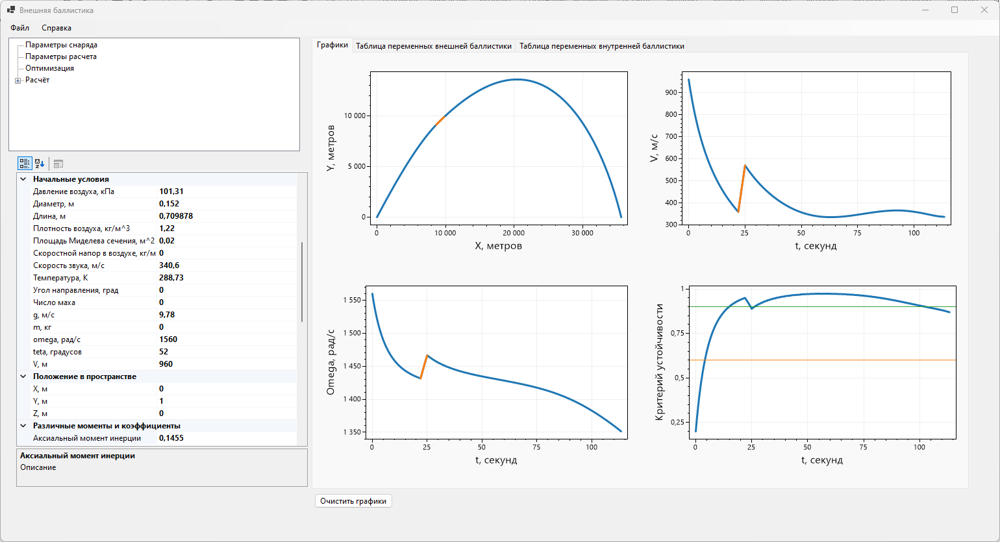 Внешняя баллистика
Файл Справка
Параметры снаряда
Параметры расчета
Оптимизация
Расчёт
Начальные условия
Давление воздуха, кПа 101,31
Диаметр, м 0,152
Длина, м 0,709878
Плотность воздуха, кг/м^3 1,22
Площадь Миделева сечения, м^2 0,02
Скоростной напор в воздухе, кг/м 0
Скорость звука, м/с 340,6
Температура, К 288,73
Угол направления, град 0
Число маха 0
g, м/с 9,78
m, кг 0
omega, рад/с 1560
teta, градусов 52
V, м 960
Положение в пространстве
X, м 0
Y, м 1
Z, м 0
Различные моменты и коэффициенты
Аксиальный момент инерции 0,1455
Аксиальный момент инерции
Описание
Графики Таблица переменных внешней баллистики Таблица переменных внутренней баллистики
Y, метров
10 000
5 000
0
0 10 000 20 000 30 000
X, метров
V, м/с
900
800
700
600
500
400
300
0 25 50 75 100
t, секунд
Omega, рад/с
1 550
1 500
1 450
1 400
1 350
0 25 50 75 100
t, секунд
Критерий устойчивости
1
0,75
0,5
0,25
0 25 50 75 100
t, секунд
Очистить графики